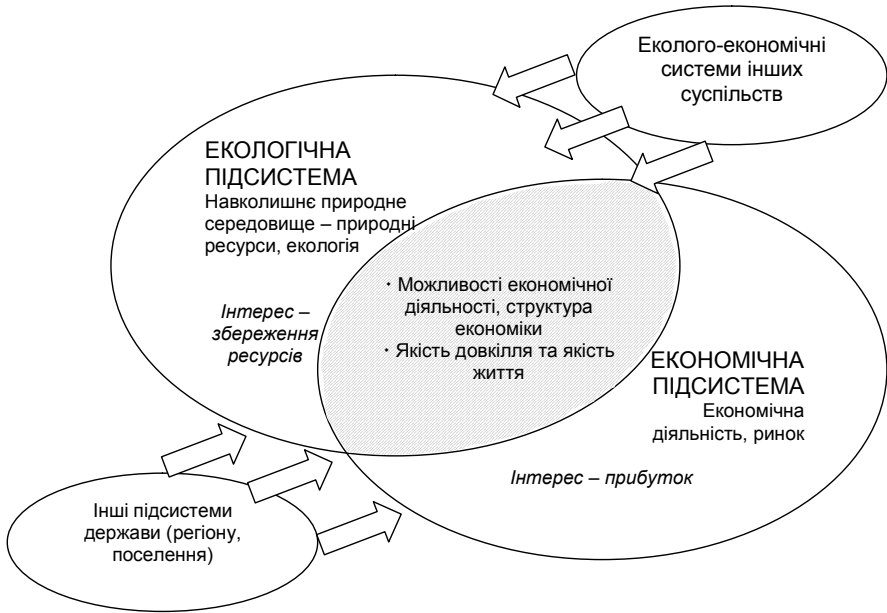 Еколого-економічні
системи інших
суспільств
ЕКОЛОГІЧНА
ПІДСИСТЕМА
Навколишнє природне
середовище – природні
ресурси, екологія
Інтерес –
збереження
ресурсів
· Можливості економічної
діяльності, структура
економіки
· Якість довкілля та якість
життя
ЕКОНОМІЧНА
ПІДСИСТЕМА
Економічна
діяльність, ринок
Інтерес – прибуток
Інші підсистеми
держави (регіону,
поселення)